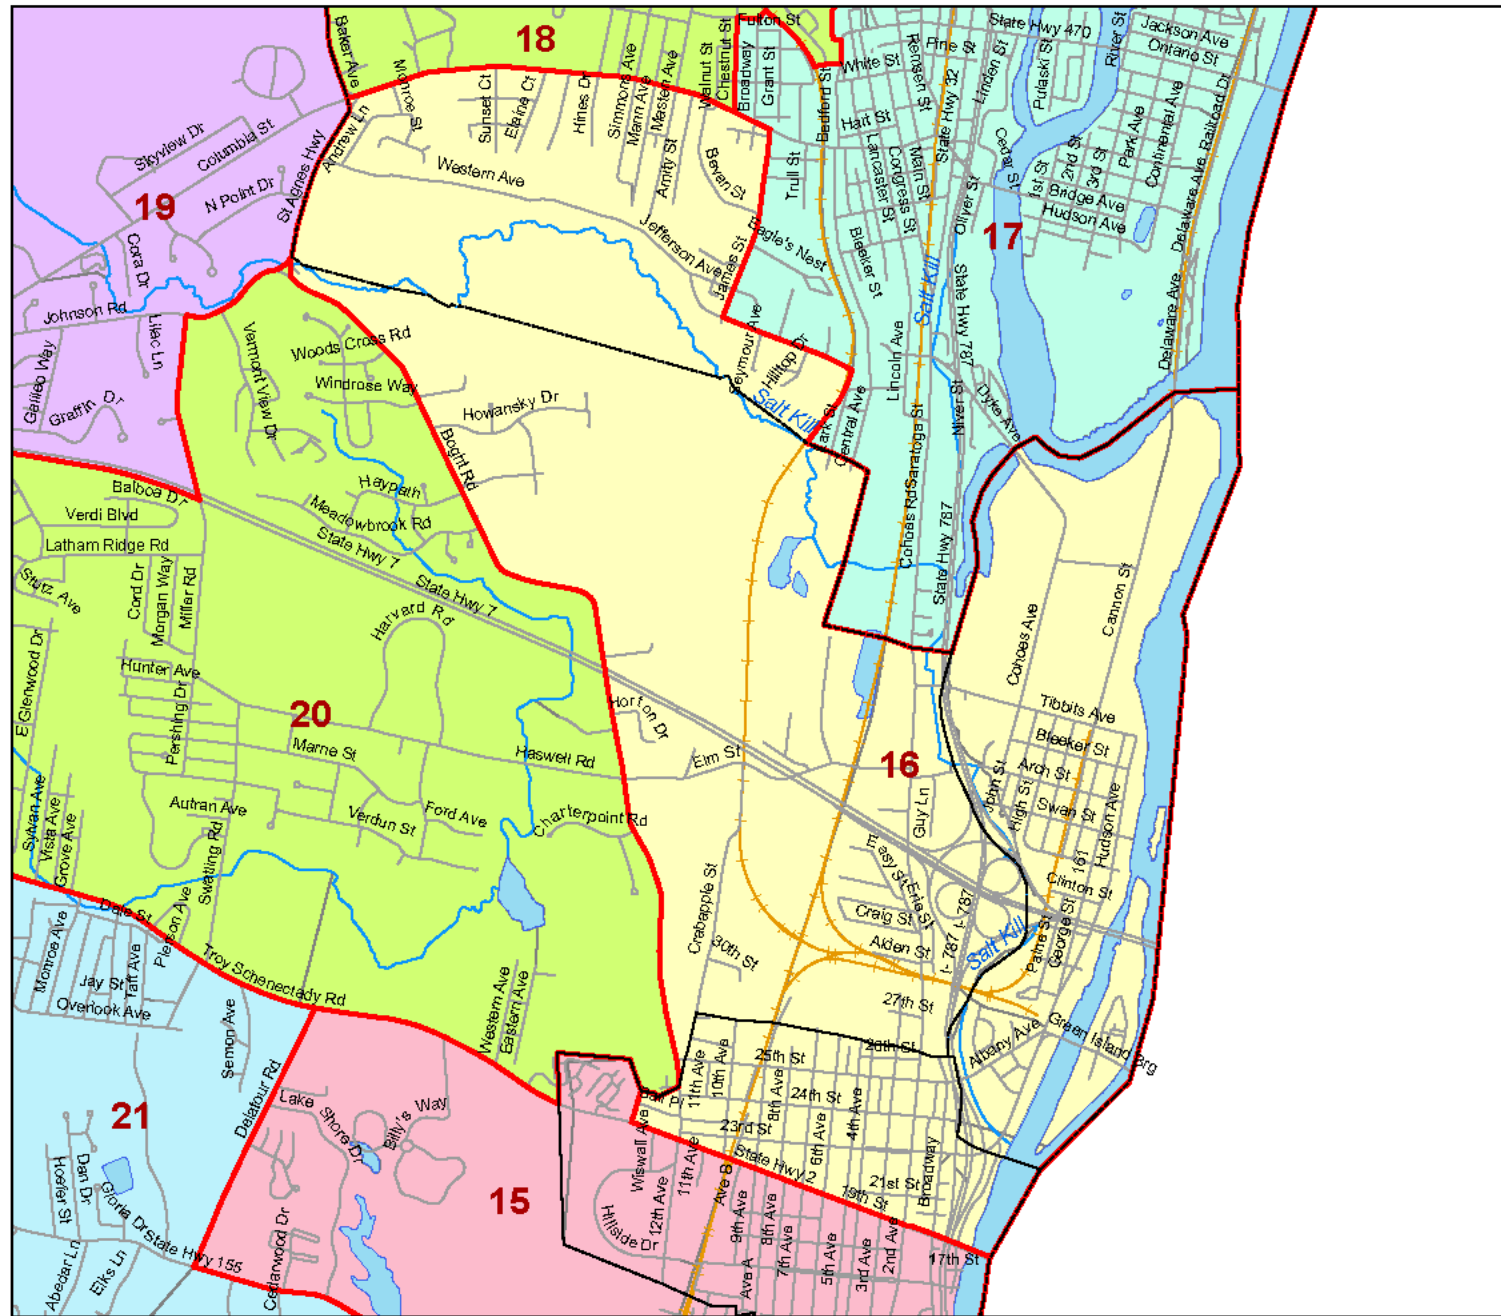 18
Baker Ave
Monroe St
Sunset Ct
Elaine Ct
Hines Dr
Simmons Ave
Mann Ave
Masten Ave
Walnut St
Chestnut St
Fulton St
Broadway
Grant St
Bedford St
White St
Remsen St
Pine St
State Hwy 32
Linden St
State Hwy 470
Pulaski St
River St
Jackson Ave
Ontario St
Railroad Dr
Skyview Dr
Columbia St
N Point Dr
St Agnes Hwy
Andrew Ln
19
Cora Dr
Western Ave
Amity St
Bevan St
Trull St
Hart St
Lancaster St
Congress St
Main St
Cedar St
Oliver St
1st St
2nd St
3rd St
Park Ave
Continental Ave
Bridge Ave
Hudson Ave
Delaware Ave
17
Jefferson Ave
James St
Eagle's Nest
Bleeker St
Salt Kill
State Hwy 787
Delaware Ave
Johnson Rd
Lilac Ln
Galileo Way
Graffin Dr
Vermont View Dr
Woods Cross Rd
Windrose Way
Howansky Dr
Boght Rd
Seymour Ave
Hilltop Dr
Salt Kill
Park St
Central Ave
Lincoln Ave
Saratoga St
Cohoes Rd
N River St
Dyke Ave
State Hwy 787
Balboa Dr
Verdi Blvd
Latham Ridge Rd
Haypath
Meadowbrook Rd
State Hwy 7
State Hwy 7
Stutz Ave
Cord Dr
Morgan Way
Miller Rd
Harvard Rd
Cohoes Ave
Cannon St
E Glenwood Dr
Hunter Ave
Pershing Dr
20
Marne St
Haswell Rd
Horton Dr
Elm St
16
Tibbits Ave
Bleeker St
Arch St
Swan St
John St
High St
Hudson Ave
161
Clinton St
Guy Ln
Sylvan Ave
Vista Ave
Grove Ave
Autran Ave
Verdun St
Ford Ave
Charterpoint Rd
Swatling Rd
Crabapple St
30th St
Easy St
Erie St
Craig St
Alden St
I- 787
I- 787
Salt Kill
Paine St
George St
27th St
Green Island Brg
Albany Ave
Dale St
Pierson Ave
Monroe Ave
Jay St
Taft Ave
Overlook Ave
Troy Schenectady Rd
Semon Ave
Western Ave
Eastern Ave
Delatour Rd
11th Ave
10th Ave
25th St
26th St
8th Ave
24th St
4th Ave
6th Ave
23rd St
State Hwy 2
21st St
19th St
Broadway
17th St
21
Lake Shore Dr
Billy's Way
Wiswall Ave
12th Ave
11th Ave
Ave B
9th Ave
8th Ave
7th Ave
5th Ave
3rd Ave
2nd Ave
Ave A
15
Hillside Dr
Hoefer St
Dan Dr
Gloria Dr
State Hwy 155
Abedar Ln
Elks Ln
Cedarwood Dr